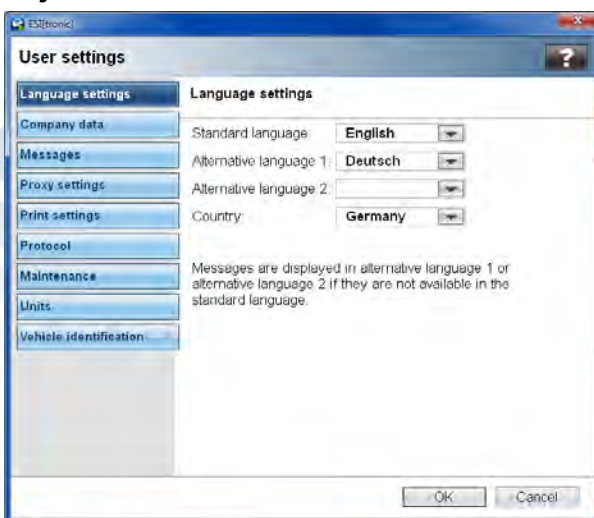 ESI[tronic]
User settings
?
Language settings
Company data
Messages
Proxy settings
Print settings
Protocol
Maintenance
Units
Vehicle identification
Language settings
Standard language English
Alternative language 1: Deutsch
Alternative language 2:
Country Germany
Messages are displayed in alternative language 1 or
alternative language 2 if they are not available in the
standard language.
OK Cancel